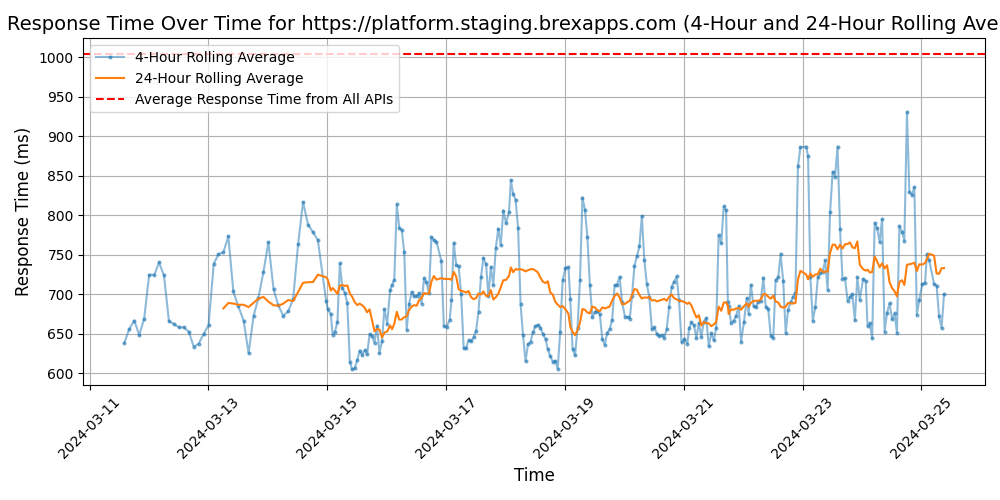 Response Time Over Time for https://platform.staging.brexapps.com (4-Hour and 24-Hour Rolling Ave
4-Hour Rolling Average
24-Hour Rolling Average
Average Response Time from All APIs
Response Time (ms)
1000
950
900
850
800
750
700
650
600
2024-03-11
2024-03-13
2024-03-15
2024-03-17
2024-03-19
2024-03-21
2024-03-23
2024-03-25
Time